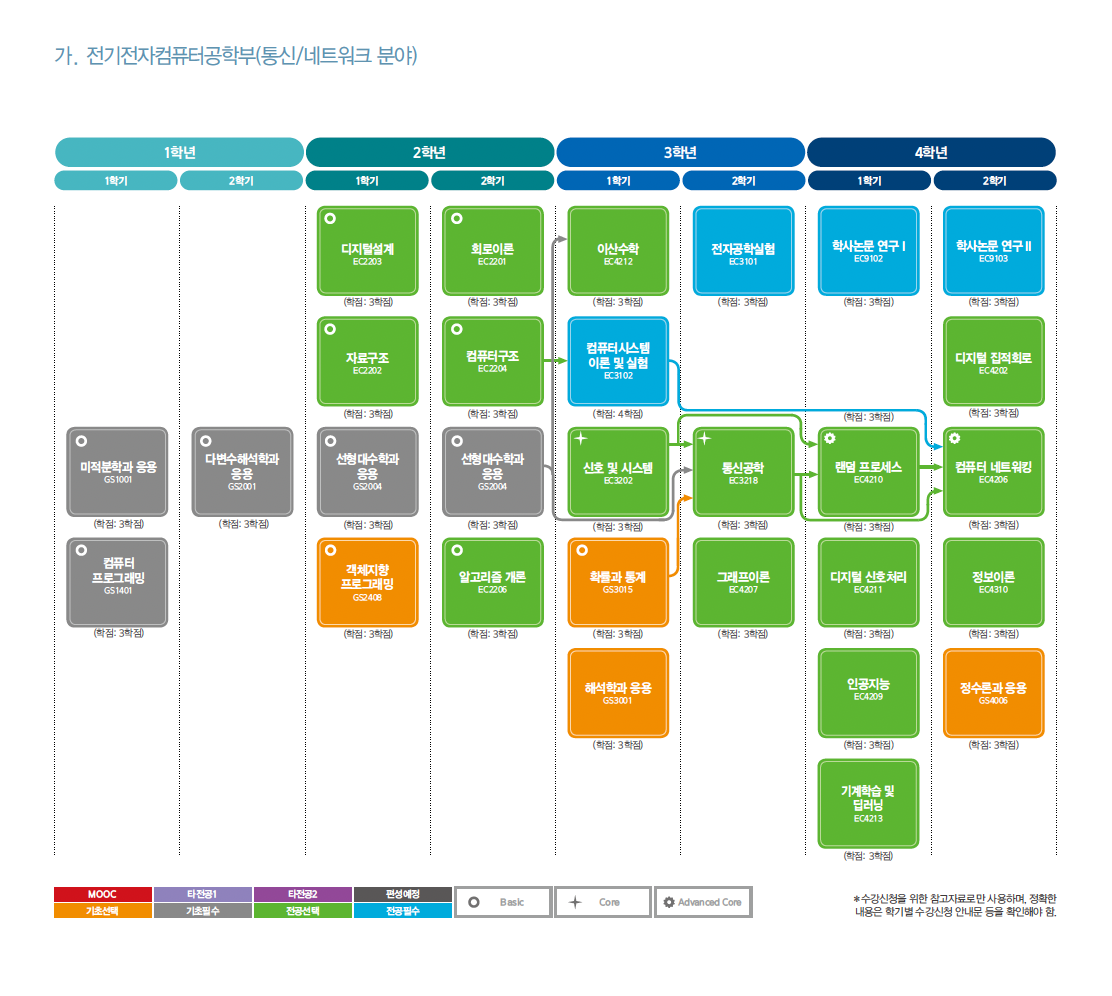 가. 전기전자컴퓨터공학부(통신/네트워크 분야)
1학년
2학년
3학년
4학년
1학기
2학기
1학기
2학기
1학기
2학기
1학기
2학기
디지털설계
EC2203
(학점: 3학점)
회로이론
EC2201
(학점: 3학점)
이산수학
EC4212
(학점: 3학점)
전자공학실험
EC3101
(학점: 3학점)
학사논문 연구 I
EC9102
(학점: 3학점)
학사논문 연구 II
EC9103
(학점: 3학점)
자료구조
EC2202
(학점: 3학점)
컴퓨터구조
EC2204
(학점: 3학점)
컴퓨터시스템
이론 및 실험
EC3102
(학점: 4학점)
(학점: 3학점)
디지털 집적회로
EC4202
(학점: 3학점)
미적분학과 응용
GS1001
(학점: 3학점)
다변수해석학과
응용
GS2001
(학점: 3학점)
선형대수학과
응용
GS2004
(학점: 3학점)
선형대수학과
응용
GS2004
(학점: 3학점)
신호 및 시스템
EC3202
(학점: 3학점)
통신공학
EC3218
(학점: 3학점)
랜덤 프로세스
EC4210
(학점: 3학점)
컴퓨터 네트워킹
EC4206
(학점: 3학점)
컴퓨터
프로그래밍
GS1401
(학점: 3학점)
객체지향
프로그래밍
GS2408
(학점: 3학점)
알고리즘 개론
EC2206
(학점: 3학점)
확률과 통계
GS3015
(학점: 3학점)
그래프이론
EC4207
(학점: 3학점)
디지털 신호처리
EC4211
(학점: 3학점)
정보이론
EC4310
(학점: 3학점)
해석학과 응용
GS3001
(학점: 3학점)
인공지능
EC4209
(학점: 3학점)
정수론과 응용
GS4006
(학점: 3학점)
기계학습 및
딥러닝
EC4213
(학점: 3학점)
MOOC
타전공1
타전공2
편성예정
기초선택
기초필수
전공선택
전공필수
Basic
Core
Advanced Core
*수강신청을 위한 참고자료로만 사용하며, 정확한
내용은 학기별 수강신청 안내문 등을 확인해야 함.